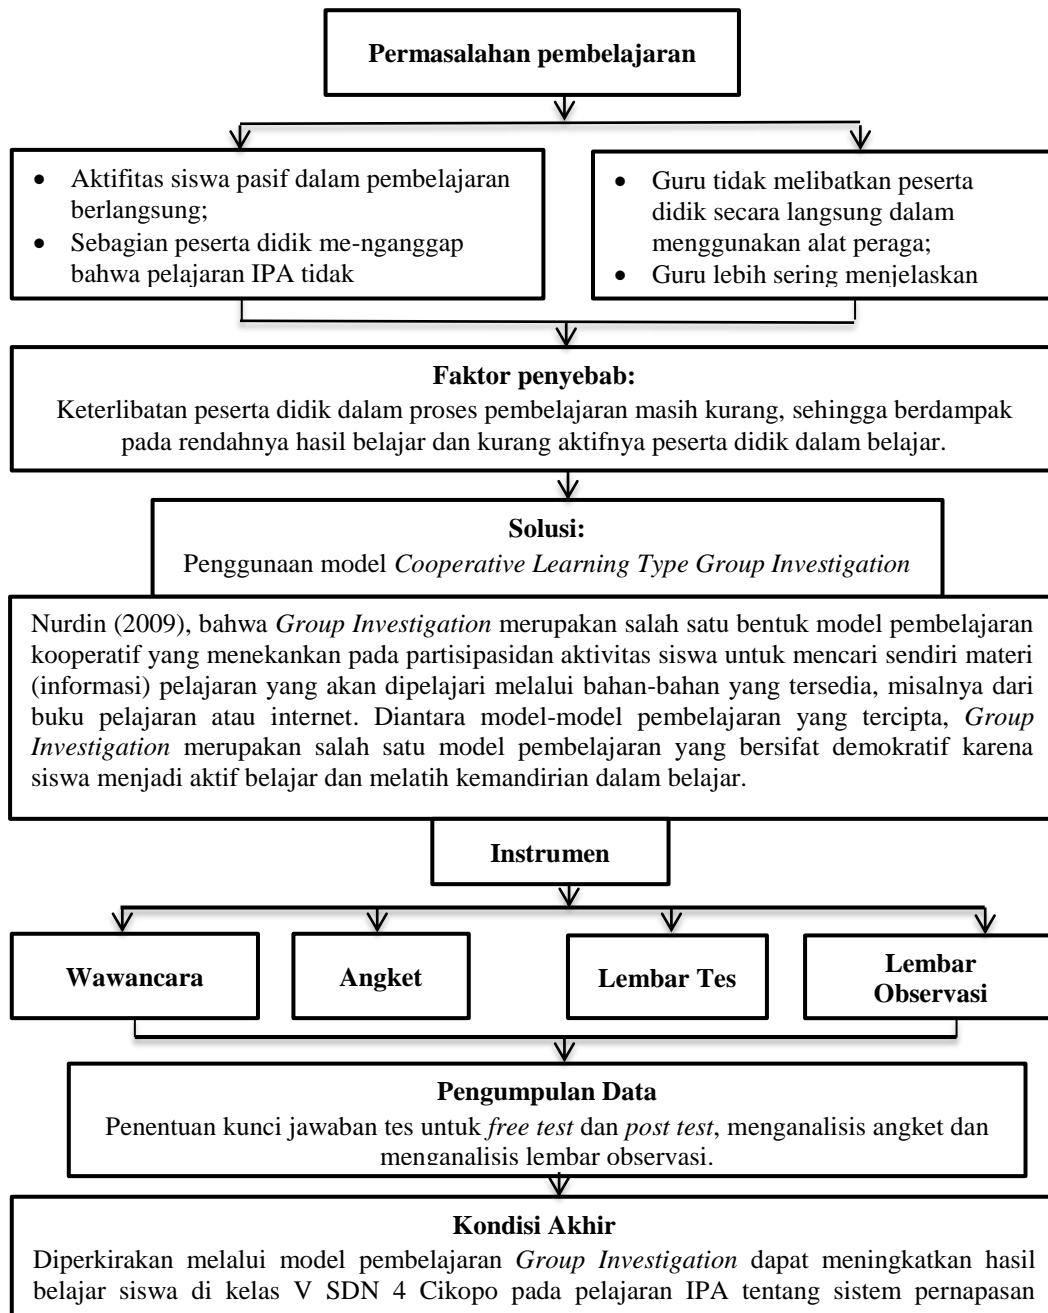 Permasalahan pembelajaran
• Aktifitas siswa pasif dalam pembelajaran
berlangsung;
• Sebagian peserta didik me-nganggap
bahwa pelajaran IPA tidak
• Guru tidak melibatkan peserta
didik secara langsung dalam
menggunakan alat peraga;
• Guru lebih sering menjelaskan
Faktor penyebab:
Keterlibatan peserta didik dalam proses pembelajaran masih kurang, sehingga berdampak
pada rendahnya hasil belajar dan kurang aktifnya peserta didik dalam belajar.
Solusi:
Penggunaan model Cooperative Learning Type Group Investigation
Nurdin (2009), bahwa Group Investigation merupakan salah satu bentuk model pembelajaran
kooperatif yang menekankan pada partisipasidan aktivitas siswa untuk mencari sendiri materi
(informasi) pelajaran yang akan dipelajari melalui bahan-bahan yang tersedia, misalnya dari
buku pelajaran atau internet. Diantara model-model pembelajaran yang tercipta, Group
Investigation merupakan salah satu model pembelajaran yang bersifat demokratif karena
siswa menjadi aktif belajar dan melatih kemandirian dalam belajar.
Instrumen
Wawancara
Angket
Lembar Tes
Lembar
Observasi
Pengumpulan Data
Penentuan kunci jawaban tes untuk free test dan post test, menganalisis angket dan
menganalisis lembar observasi.
Kondisi Akhir
Diperkirakan melalui model pembelajaran Group Investigation dapat meningkatkan hasil
belajar siswa di kelas V SDN 4 Cikopo pada pelajaran IPA tentang sistem pernapasan